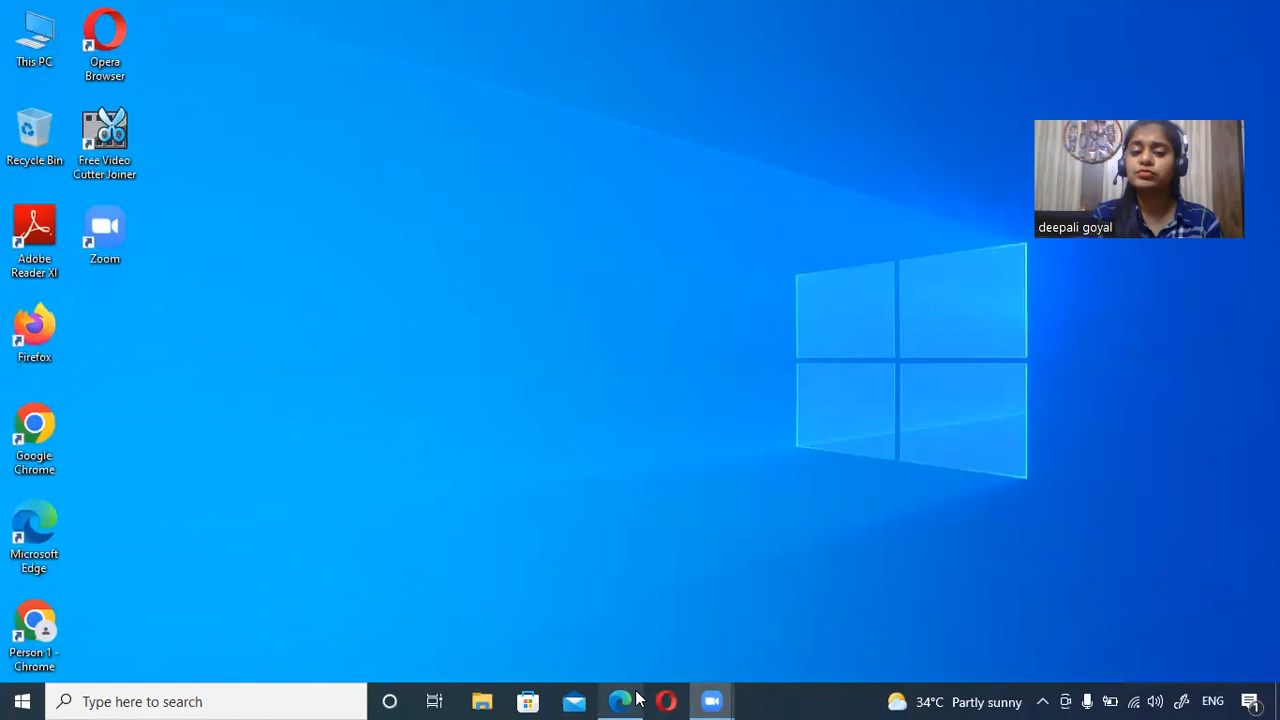 This PC
Opera
Browser
Recycle Bin
Free Video
Cutter Joiner
Adobe
Reader XI
Zoom
Firefox
Google
Chrome
Microsoft
Edge
Person 1 -
Chrome
deepali goyal
Type here to search
34°C Partly sunny
ENG
1